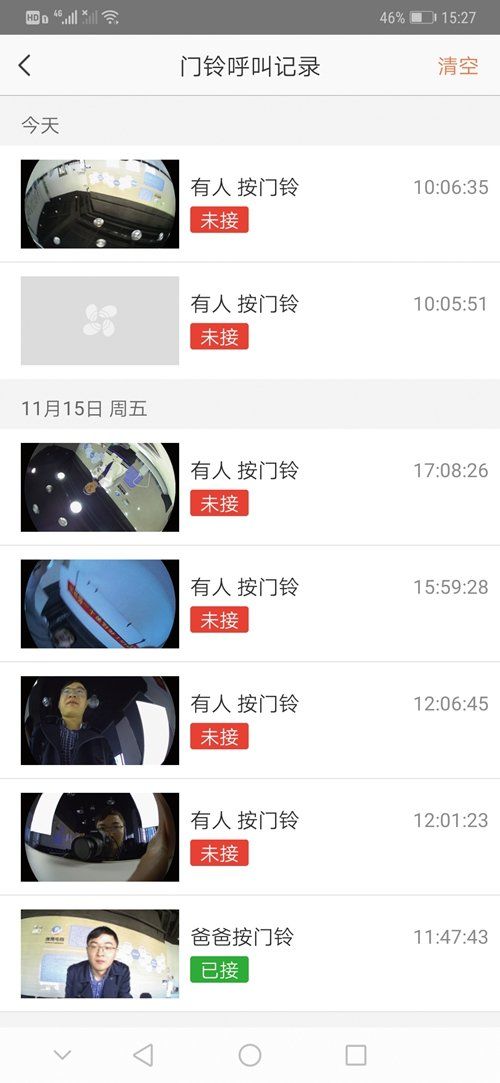 HD 1 4G 46% 15:27
门铃呼叫记录 清空
今天
有人 按门铃 10:06:35
未接
有人 按门铃 10:05:51
未接
11月15日 周五
有人 按门铃 17:08:26
未接
有人 按门铃 15:59:28
未接
有人 按门铃 12:06:45
未接
有人 按门铃 12:01:23
未接
爸爸按门铃 11:47:43
已接